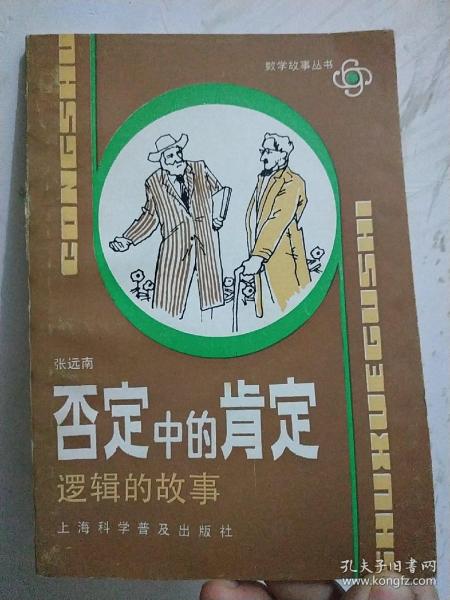 数学故事丛书
CONGSHU
SHUXUEGUSHI
张远南
否定中的肯定
逻辑的故事
上海科学普及出版社
孔夫子旧书网
www.kongfz.com